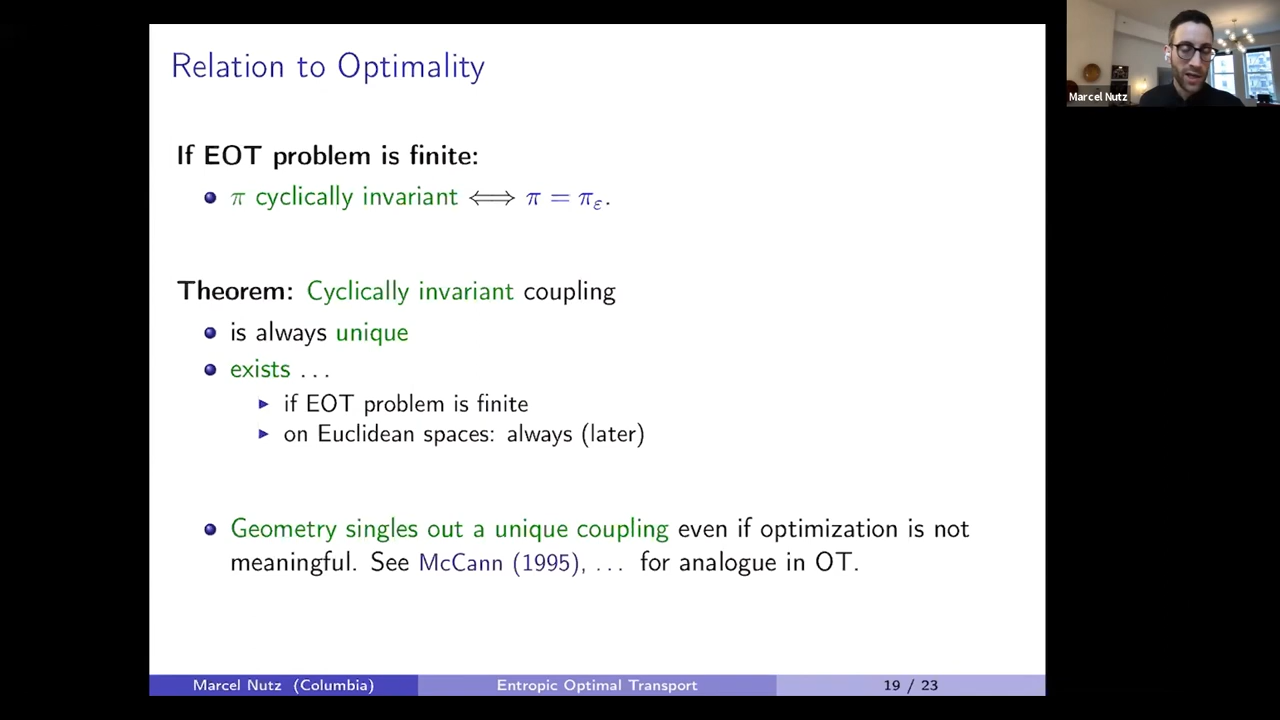 Relation to Optimality
If EOT problem is finite:
π cyclically invariant ⟺ π = π_ε.
Theorem: Cyclically invariant coupling
is always unique
exists . . .
if EOT problem is finite
on Euclidean spaces: always (later)
Geometry singles out a unique coupling even if optimization is not
meaningful. See McCann (1995), . . . for analogue in OT.
Marcel Nutz (Columbia)
Entropic Optimal Transport
19 / 23
Marcel Nutz